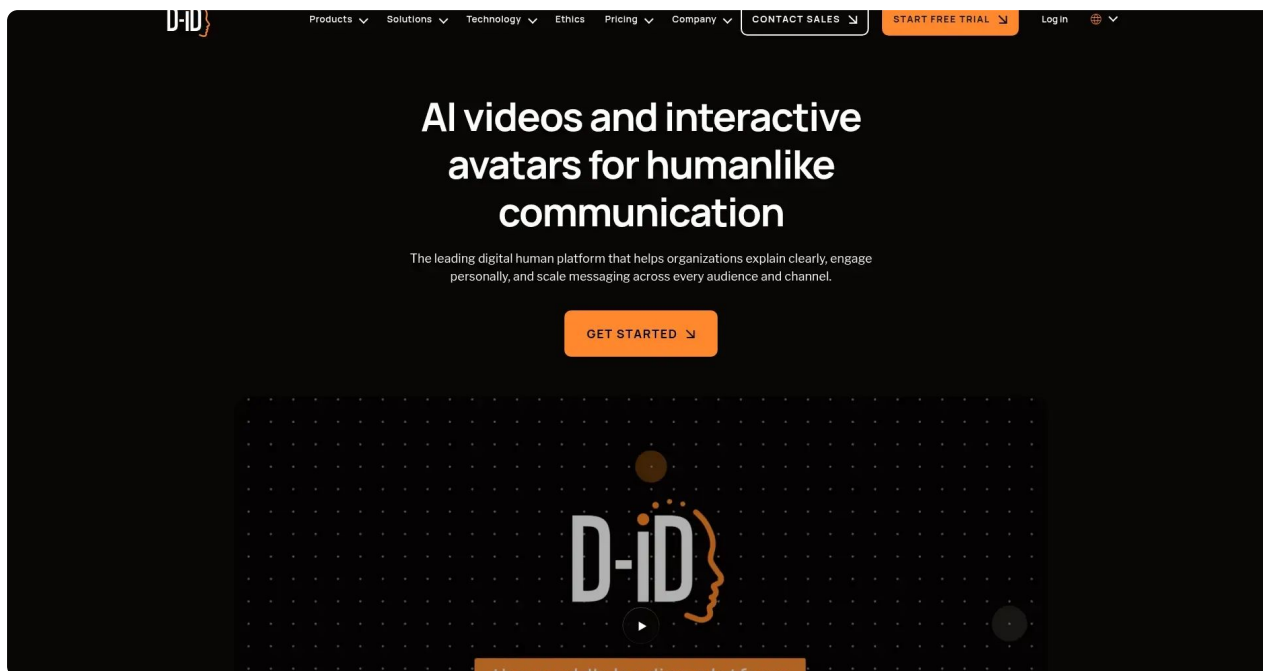 D-iD
Products Solutions Technology Ethics Pricing Company CONTACT SALES START FREE TRIAL Log in
AI videos and interactive
avatars for humanlike
communication
The leading digital human platform that helps organizations explain clearly, engage
personally, and scale messaging across every audience and channel.
GET STARTED
D-iD